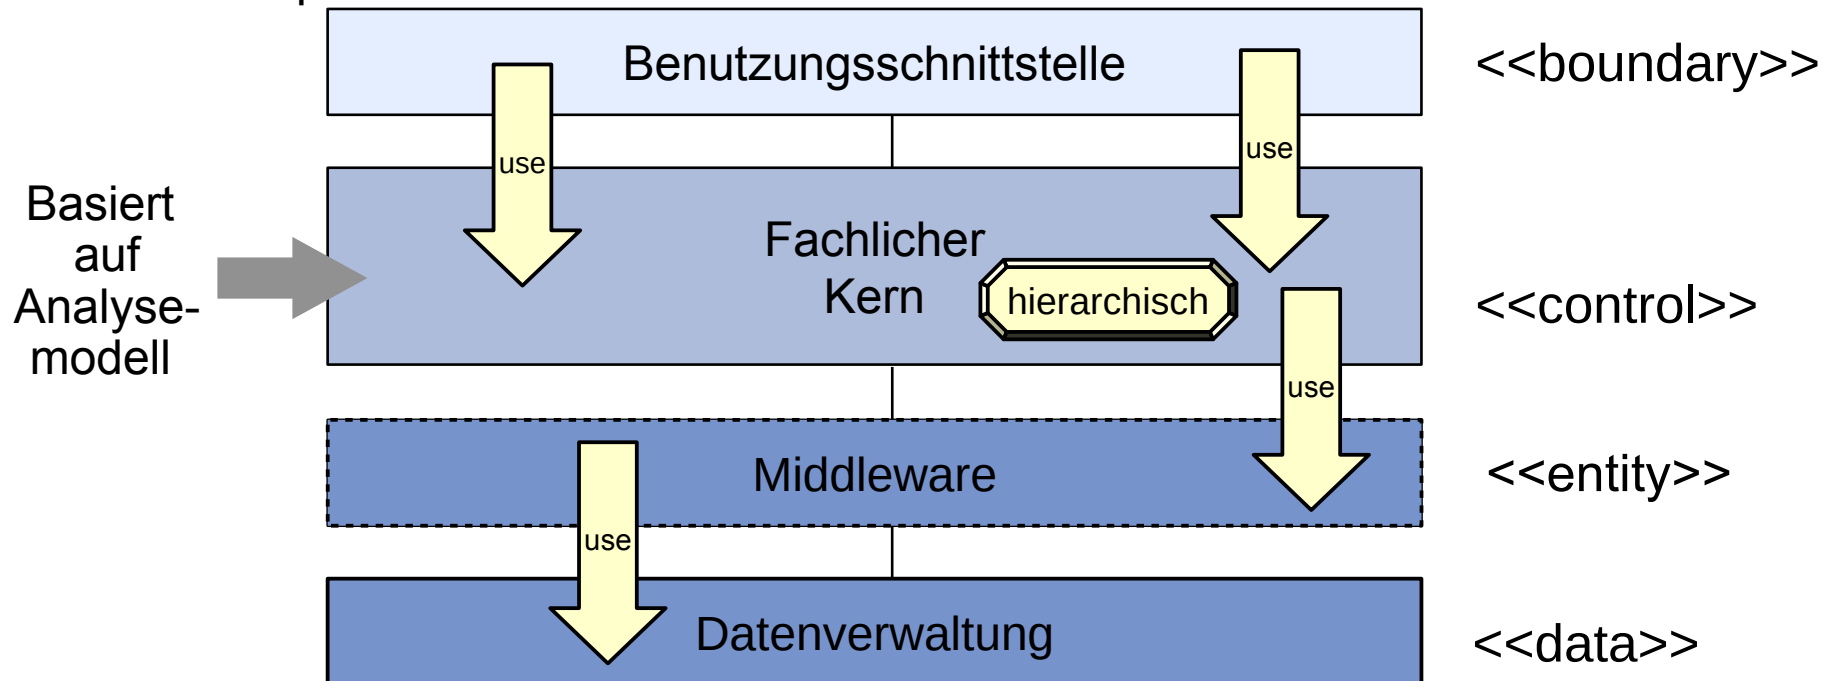 Benutzungsschnittstelle
<<boundary>>
use
use
Basiert
auf
Analyse-
modell
Fachlicher
Kern
hierarchisch
<<control>>
use
Middleware
<<entity>>
use
Datenverwaltung
<<data>>